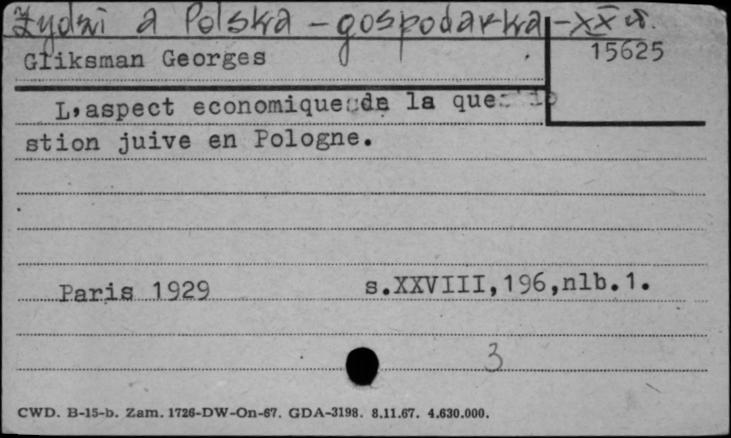 Żydzi a Polska - gospodarka - XX w.
Gliksman Georges
15625
L,aspect economique de la que
stion juive en Pologne.
Paris 1929 s.XXVIII,196,nlb.1.
3
CWD. B-15-b. Zam. 1726-DW-On-67. GDA-3198. 8.11.67. 4.630.000.